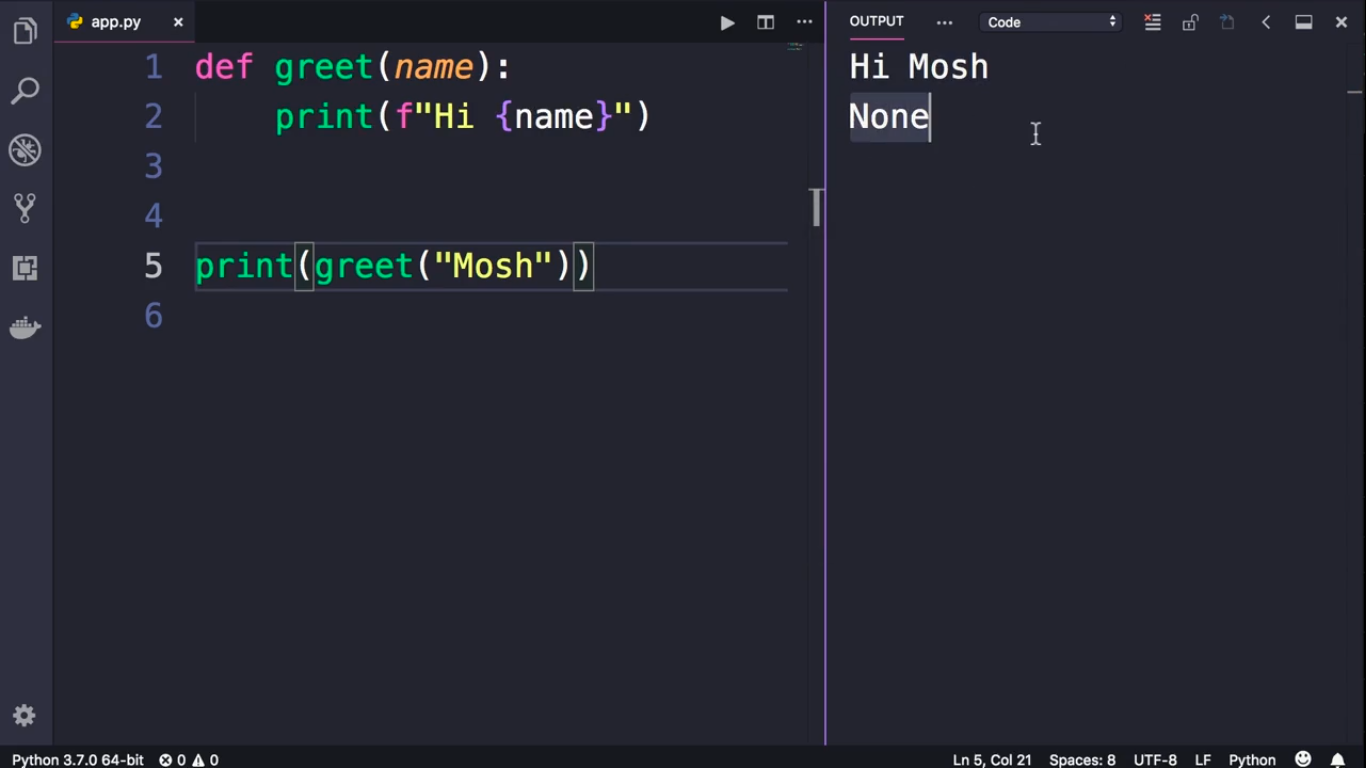 app.py
OUTPUT
Code
1 def greet(name):
2     print(f"Hi {name}")
3
4
5 print(greet("Mosh"))
6
Hi Mosh
None
Python 3.7.0 64-bit 0 0 Ln 5, Col 21 Spaces: 8 UTF-8 LF Python